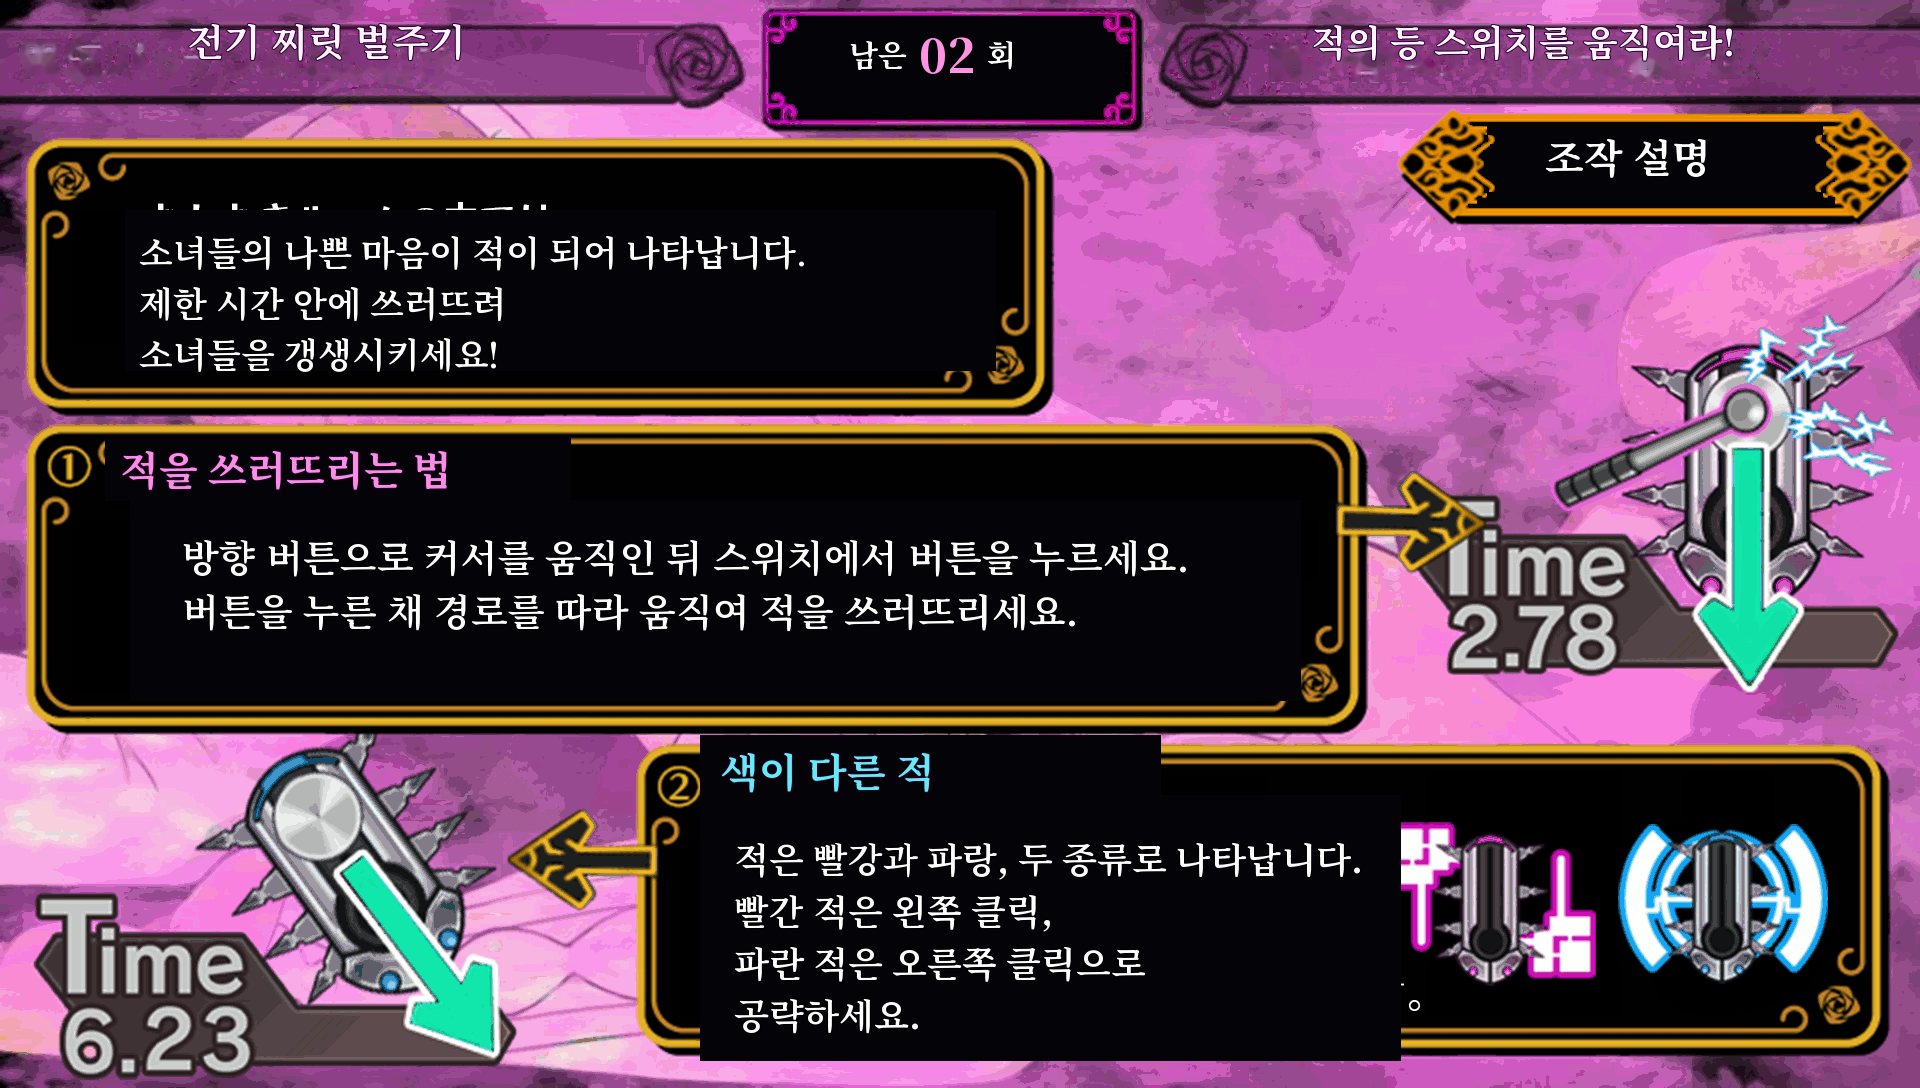 전기 찌릿 벌주기
남은 02 회
적의 등 스위치를 움직여라!
조작 설명
소녀들의 나쁜 마음이 적이 되어 나타납니다.
제한 시간 안에 쓰러뜨려
소녀들을 갱생시키세요!
① 적을 쓰러뜨리는 법
방향 버튼으로 커서를 움직인 뒤 스위치에서 버튼을 누르세요.
버튼을 누른 채 경로를 따라 움직여 적을 쓰러뜨리세요.
Time
2.78
② 색이 다른 적
적은 빨강과 파랑, 두 종류로 나타납니다.
빨간 적은 왼쪽 클릭,
파란 적은 오른쪽 클릭으로
공략하세요.
。
Time
6.23